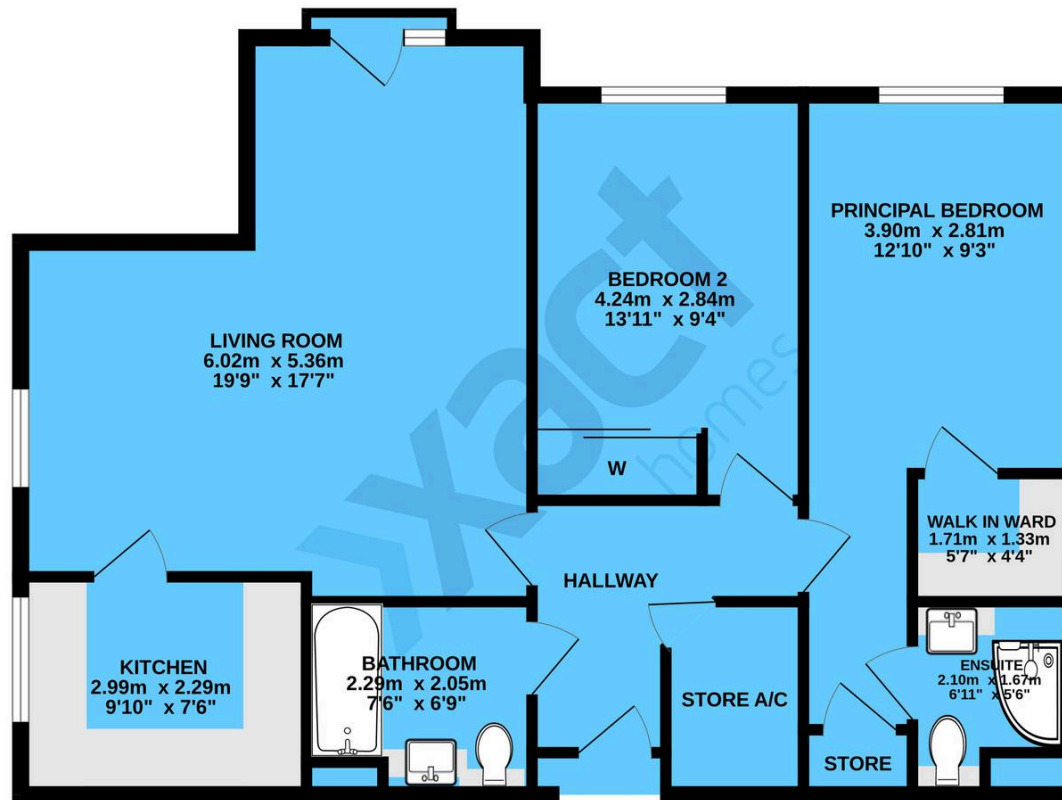 PRINCIPAL BEDROOM
3.90m x 2.81m
12'10" x 9'3"
BEDROOM 2
4.24m x 2.84m
13'11" x 9'4"
LIVING ROOM
6.02m x 5.36m
19'9" x 17'7"
xact
homes
W
WALK IN WARD
1.71m x 1.33m
5'7" x 4'4"
HALLWAY
KITCHEN
2.99m x 2.29m
9'10" x 7'6"
BATHROOM
2.29m x 2.05m
7'6" x 6'9"
ENSUITE
2.10m x 1.67m
6'11" x 5'6"
STORE A/C
STORE